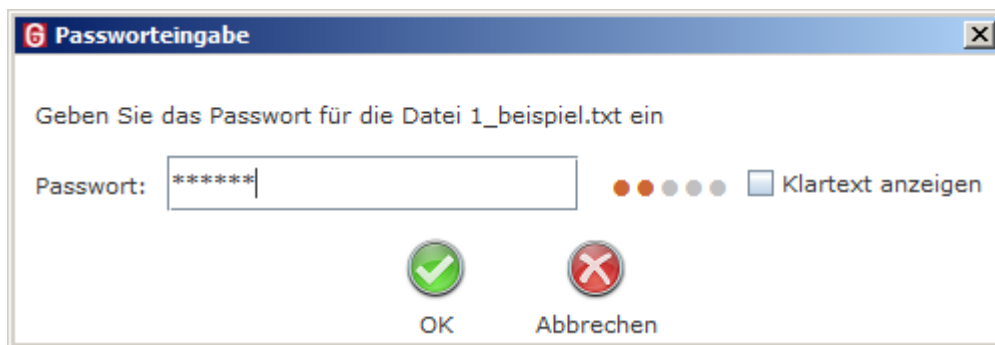 Passworteingabe
Geben Sie das Passwort für die Datei 1_beispiel.txt ein
Passwort: ****** Klartext anzeigen
OK Abbrechen